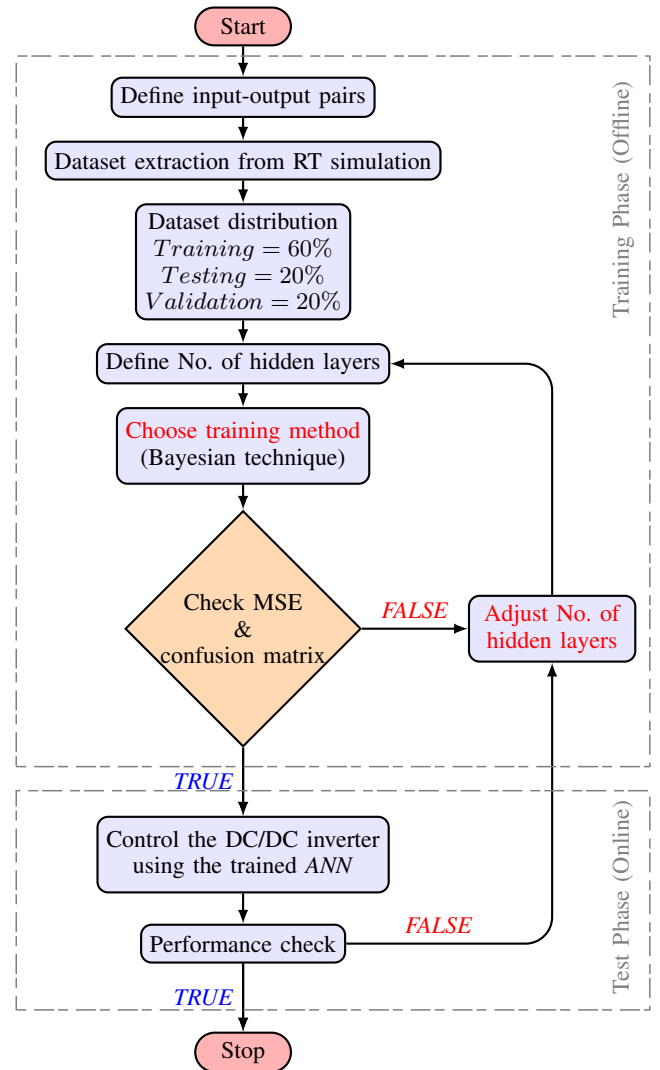 Start
Define input-output pairs
Dataset extraction from RT simulation
Dataset distribution
Training = 60%
Testing = 20%
Validation = 20%
Define No. of hidden layers
Choose training method
(Bayesian technique)
Check MSE
&
confusion matrix
FALSE
Adjust No. of
hidden layers
Training Phase (Offline)
TRUE
Control the DC/DC inverter
using the trained ANN
Performance check
FALSE
TRUE
Test Phase (Online)
Stop